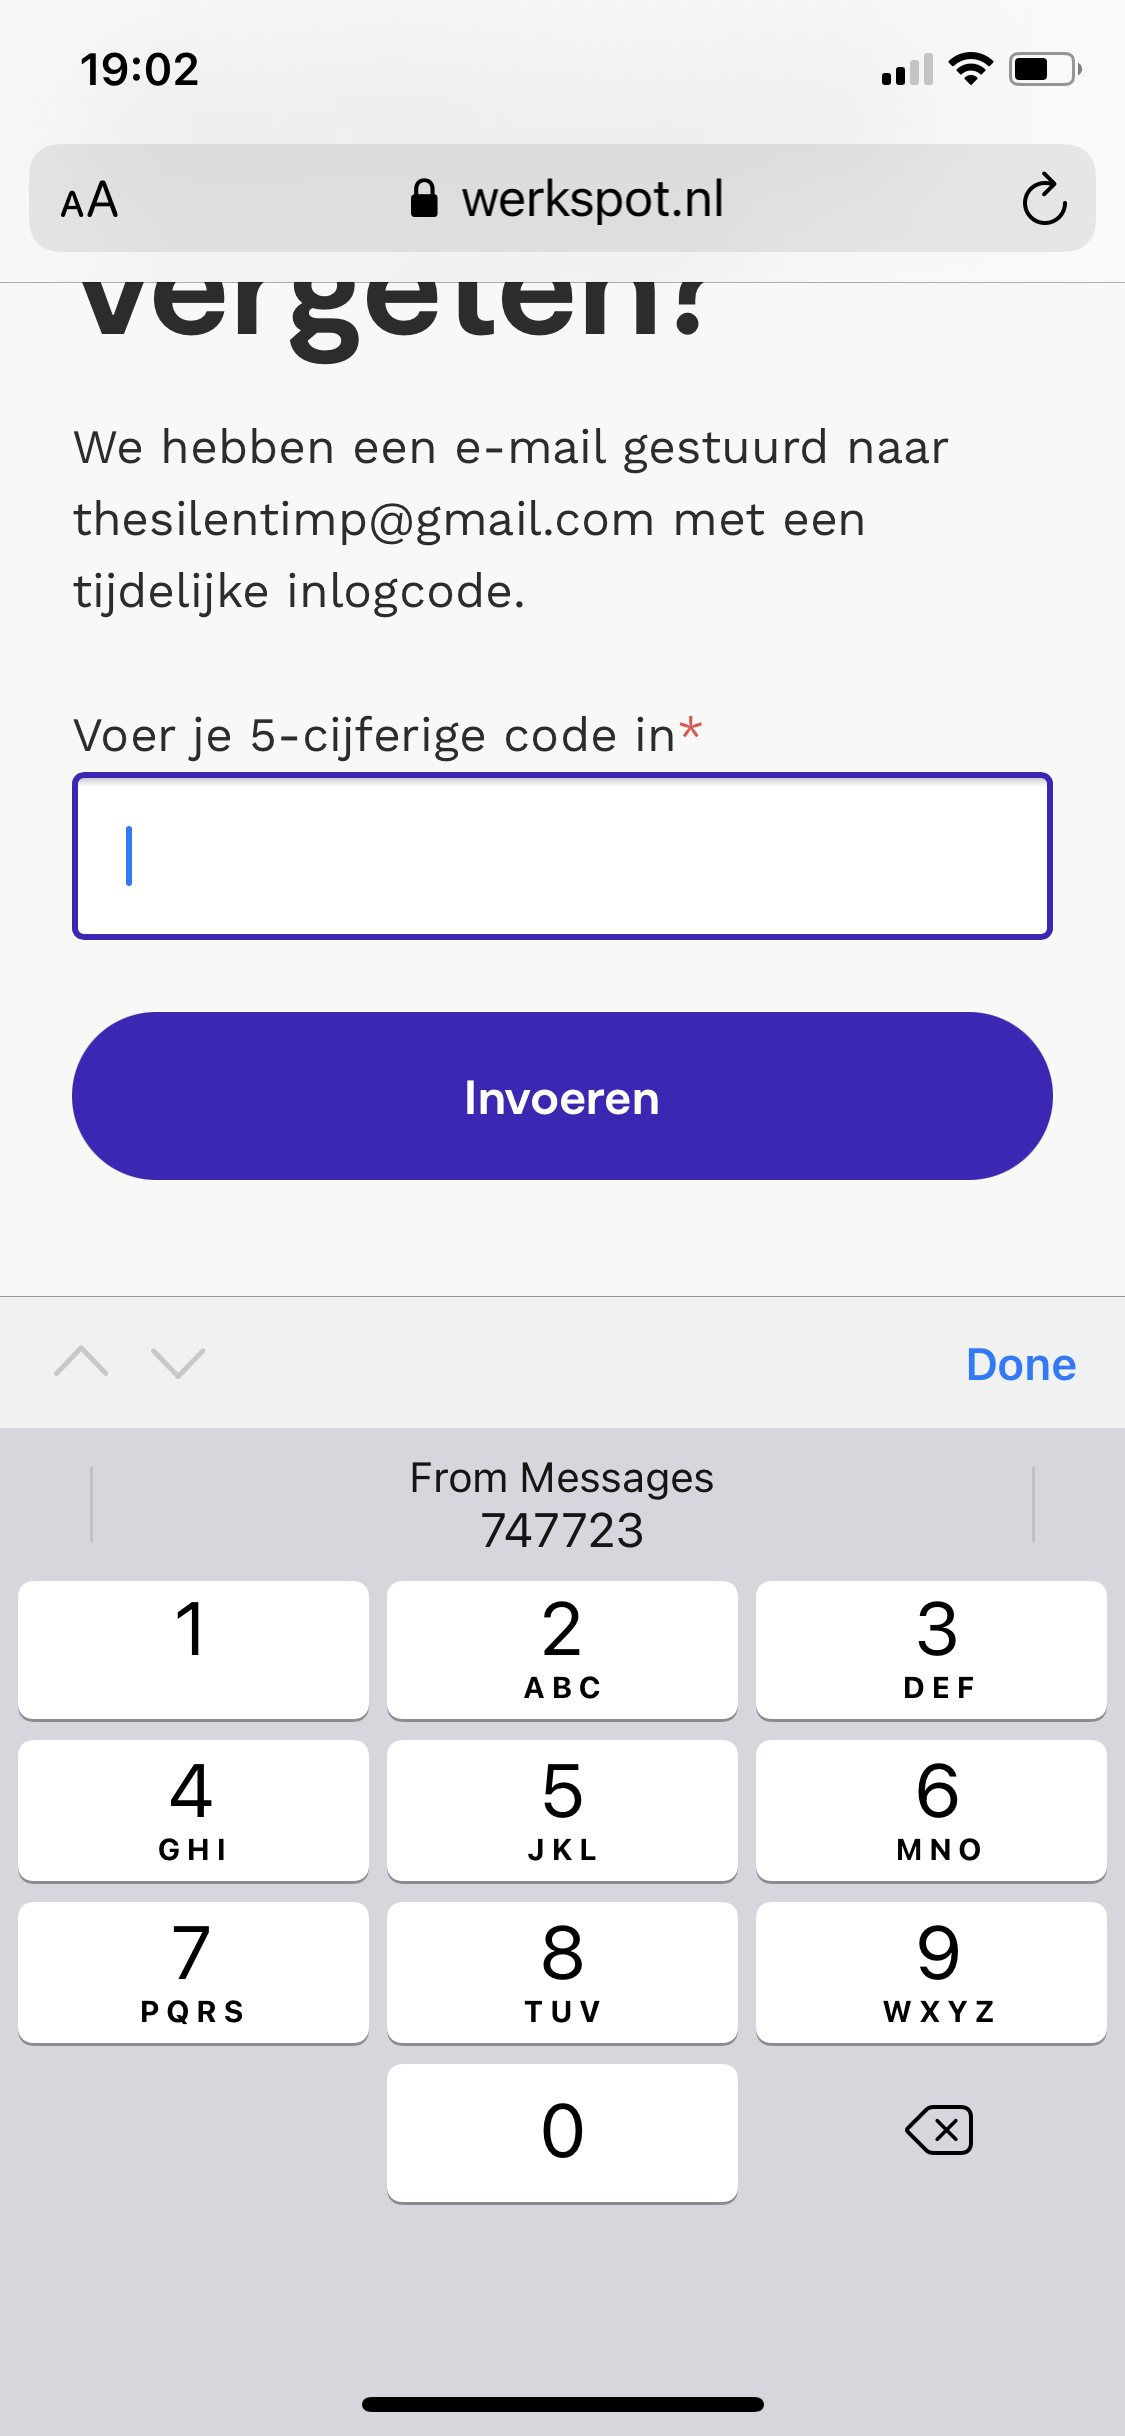 19:02
AA werkspot.nl
vergeten?
We hebben een e-mail gestuurd naar
thesilentimp@gmail.com met een
tijdelijke inlogcode.
Voer je 5-cijferige code in*
Invoeren
Done
From Messages
747723
1 2 3
ABC DEF
4 5 6
GHI JKL MNO
7 8 9
PQRS TUV WXYZ
0